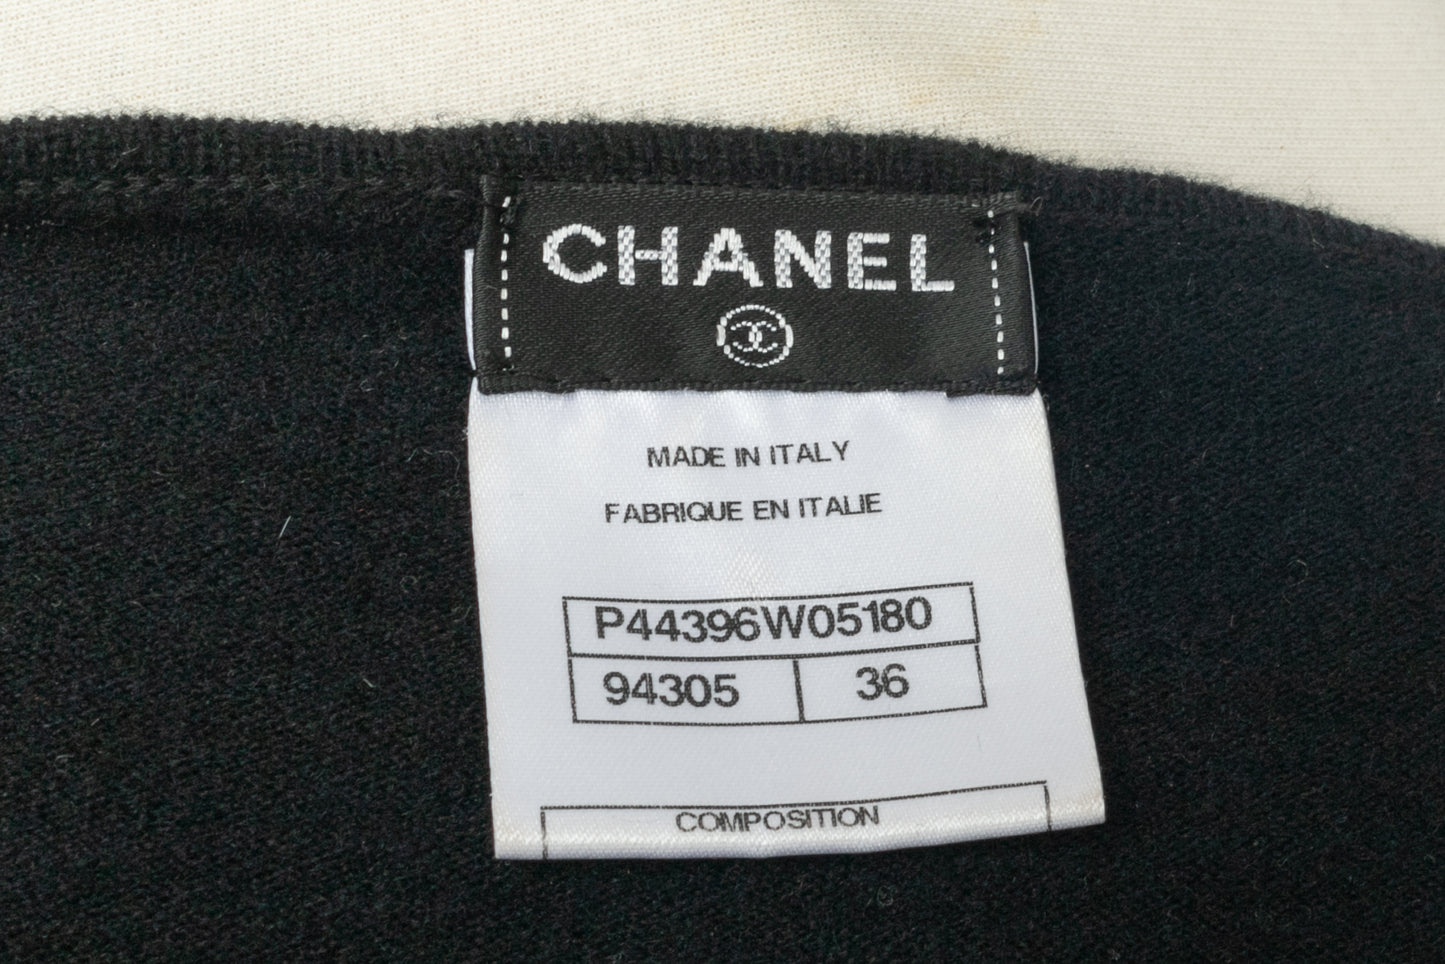 CHANEL
MADE IN ITALY
FABRIQUE EN ITALIE
P44396W05180
94305 36
COMPOSITION